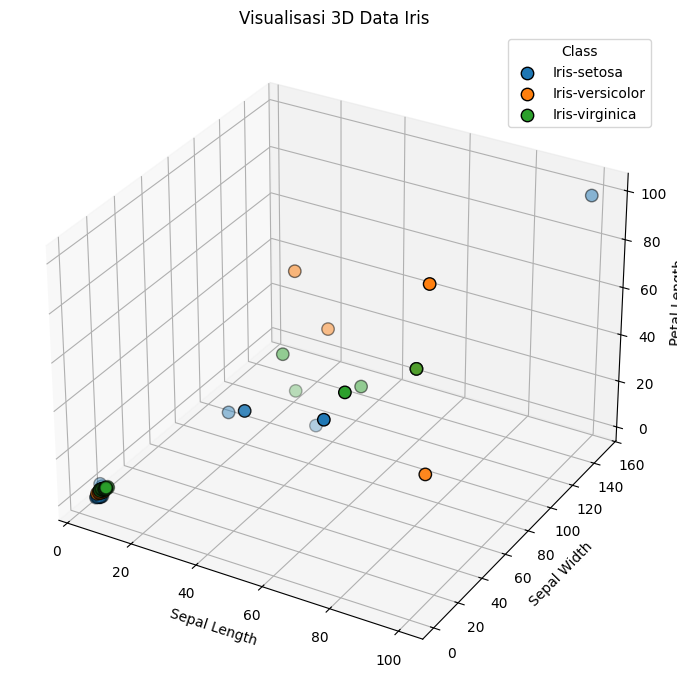 Visualisasi 3D Data Iris
Class
Iris-setosa
Iris-versicolor
Iris-virginica
100
80
60
40
20
0
Petal Length
160
140
120
100
80
60
40
20
0
Sepal Width
0
20
40
60
80
100
Sepal Length